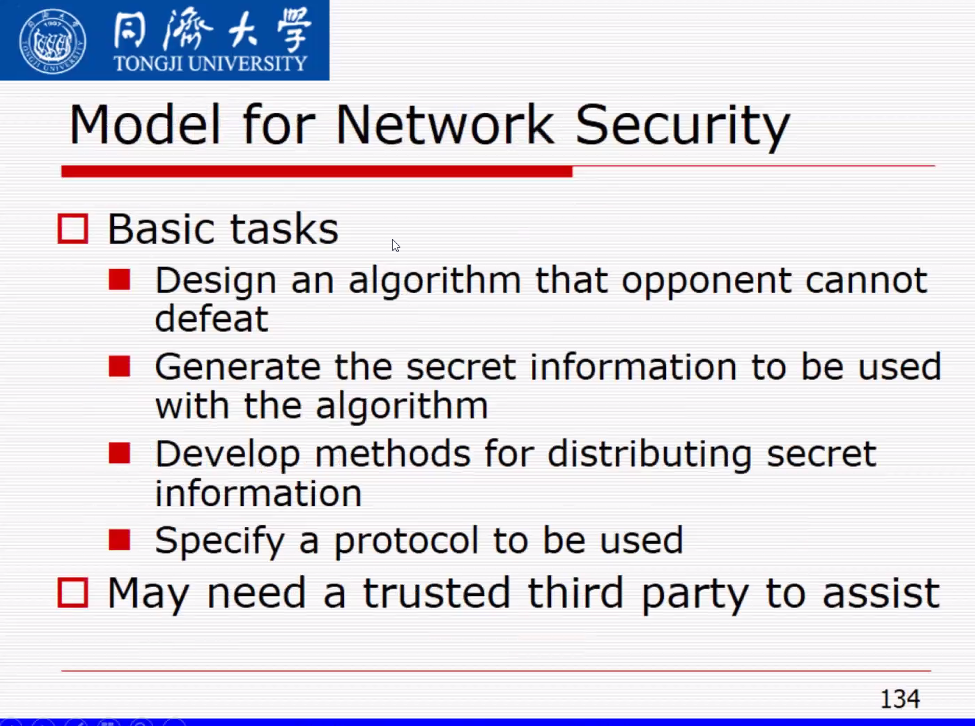 同濟大學
TONGJI UNIVERSITY
Model for Network Security
Basic tasks
Design an algorithm that opponent cannot
defeat
Generate the secret information to be used
with the algorithm
Develop methods for distributing secret
information
Specify a protocol to be used
May need a trusted third party to assist
134